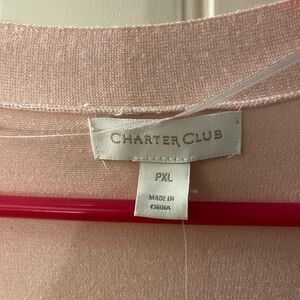 CHARTER CLUB
PXL
MADE IN
CHINA